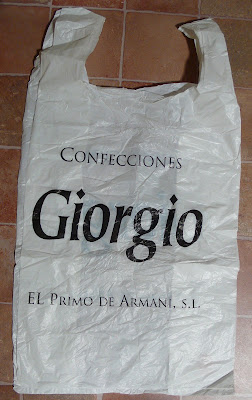 CONFECCIONES
Giorgio
EL PRIMO DE ARMANI, S.L.